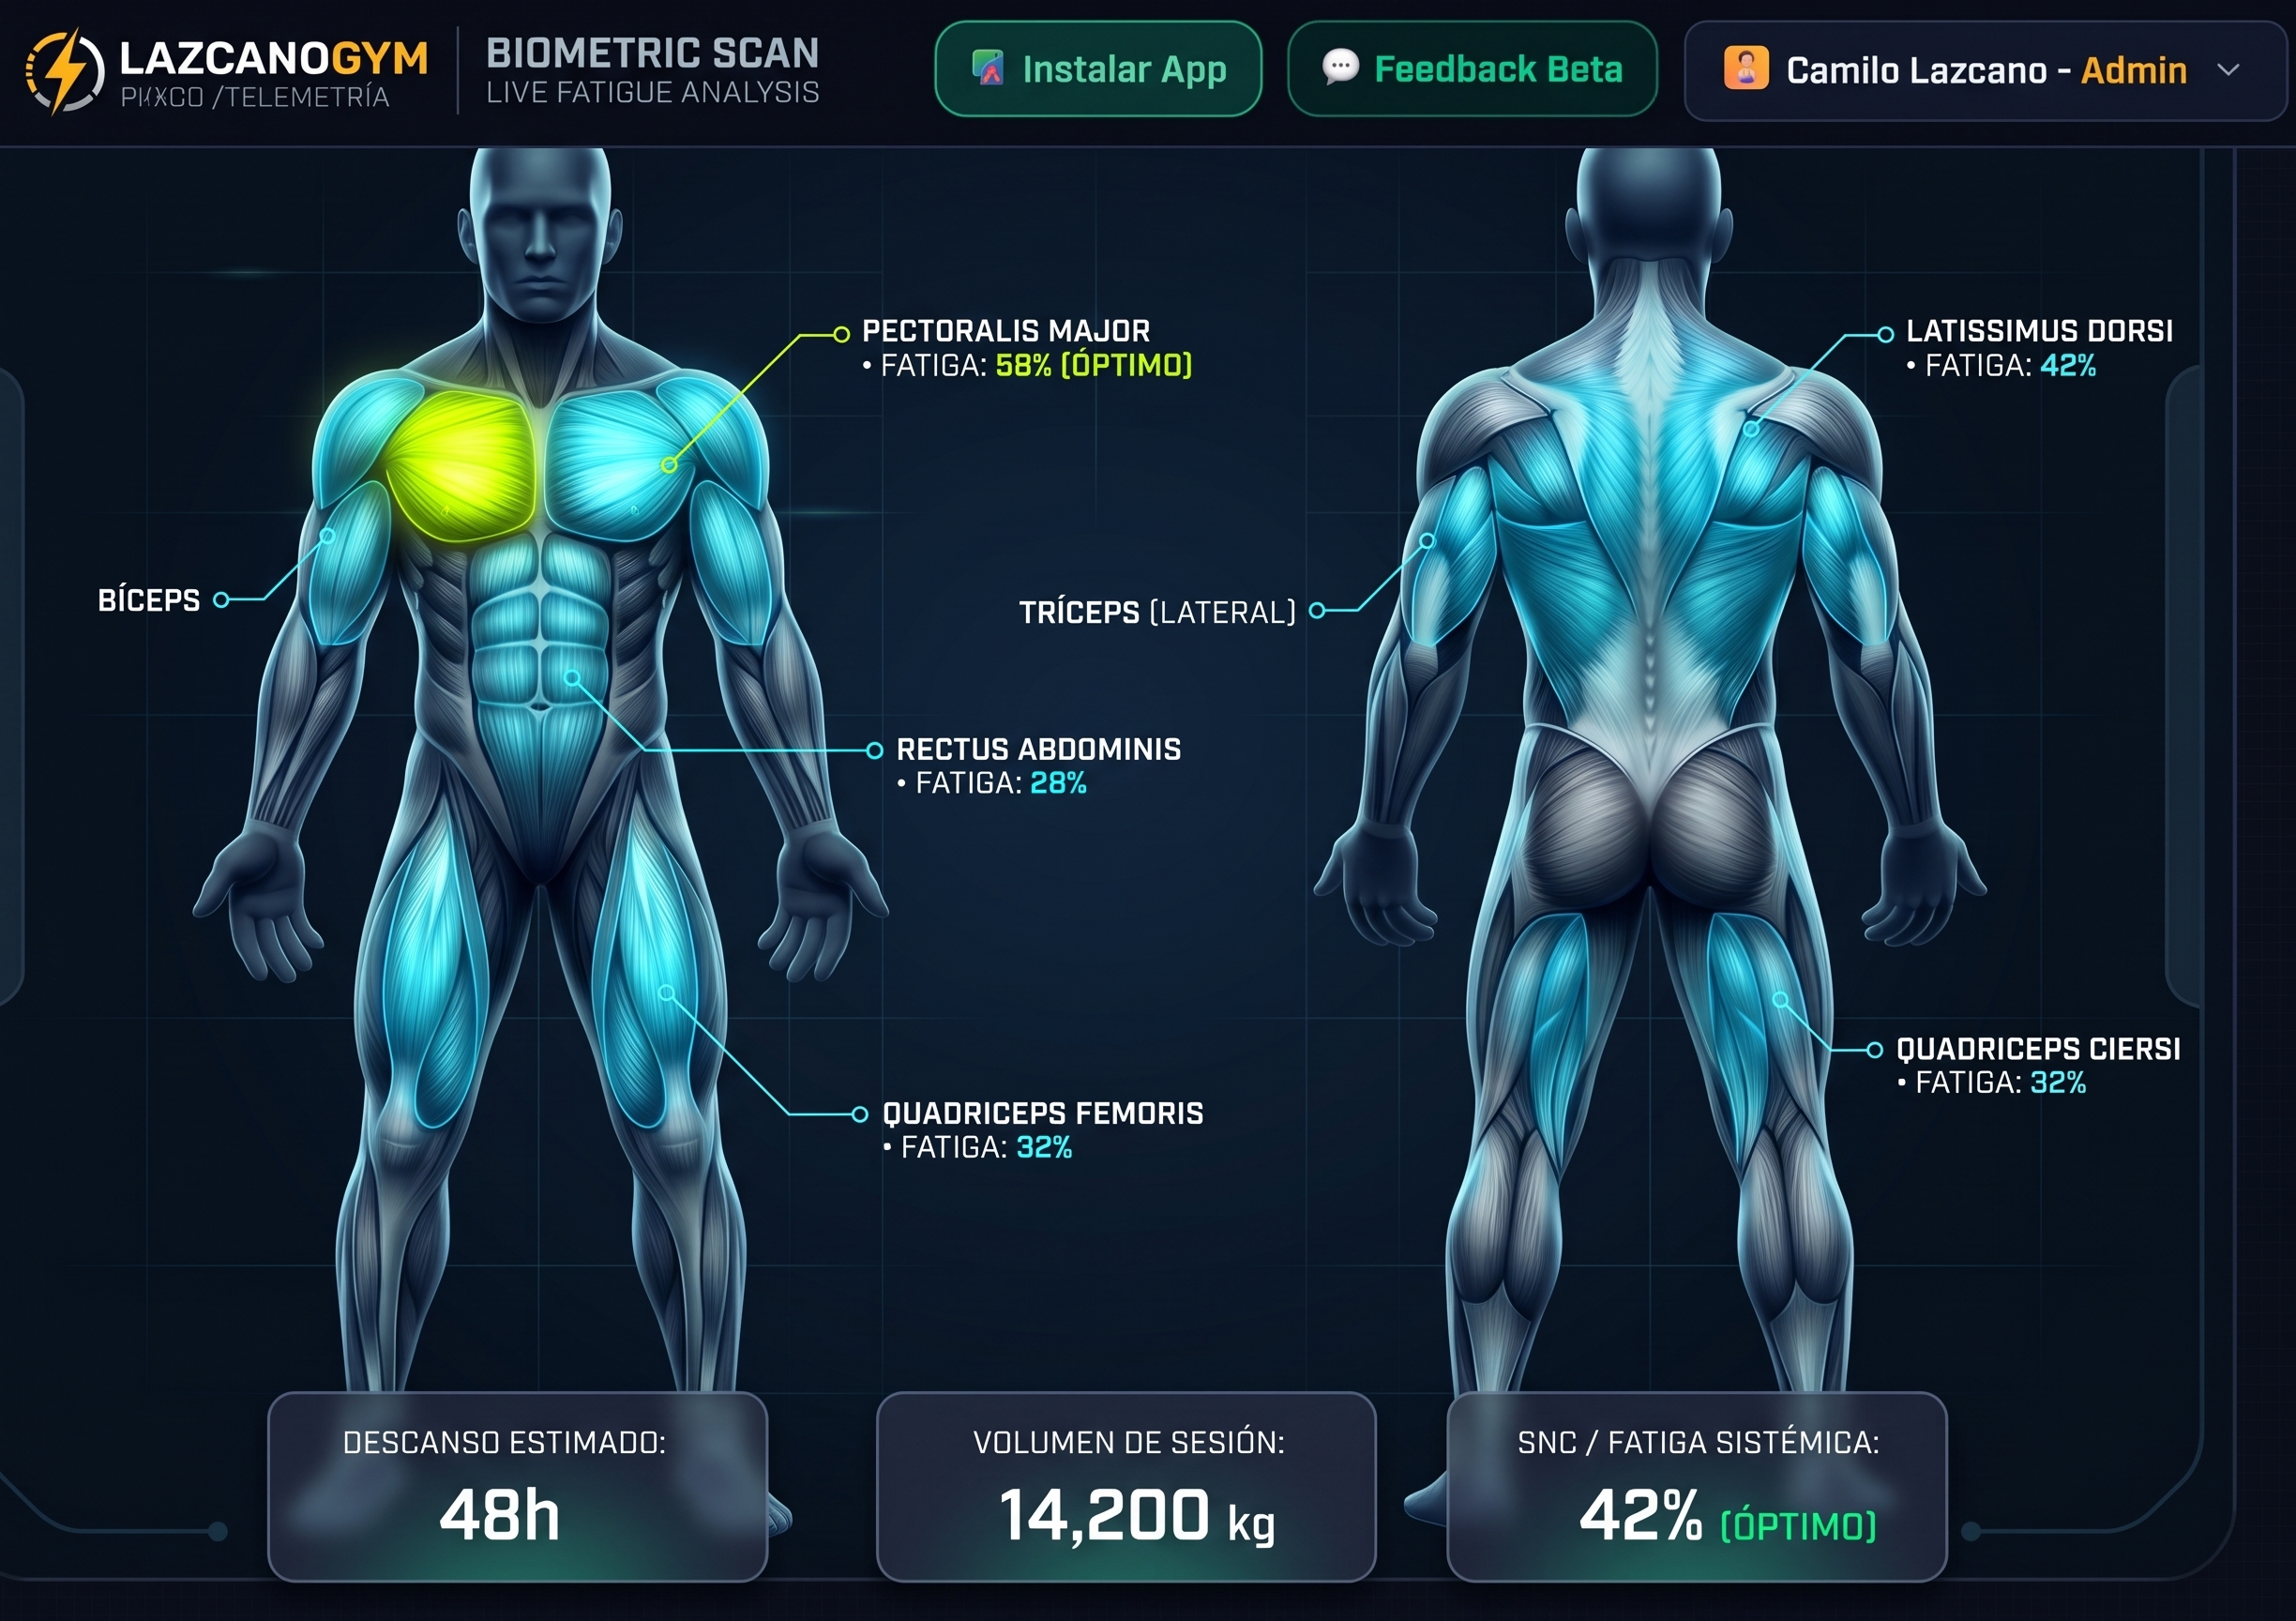 LAZCANOGYM
/TELEMETRÍA
BIOMETRIC SCAN
LIVE FATIGUE ANALYSIS
Instalar App
Feedback Beta
Camilo Lazcano - Admin
PECTORALIS MAJOR
• FATIGA: 58% (ÓPTIMO)
LATISSIMUS DORSI
• FATIGA: 42%
BÍCEPS
TRÍCEPS (LATERAL)
RECTUS ABDOMINIS
• FATIGA: 28%
QUADRICEPS CIERSI
• FATIGA: 32%
QUADRICEPS FEMORIS
• FATIGA: 32%
DESCANSO ESTIMADO:
48h
VOLUMEN DE SESIÓN:
14,200 kg
SNC / FATIGA SISTÉMICA:
42% (ÓPTIMO)